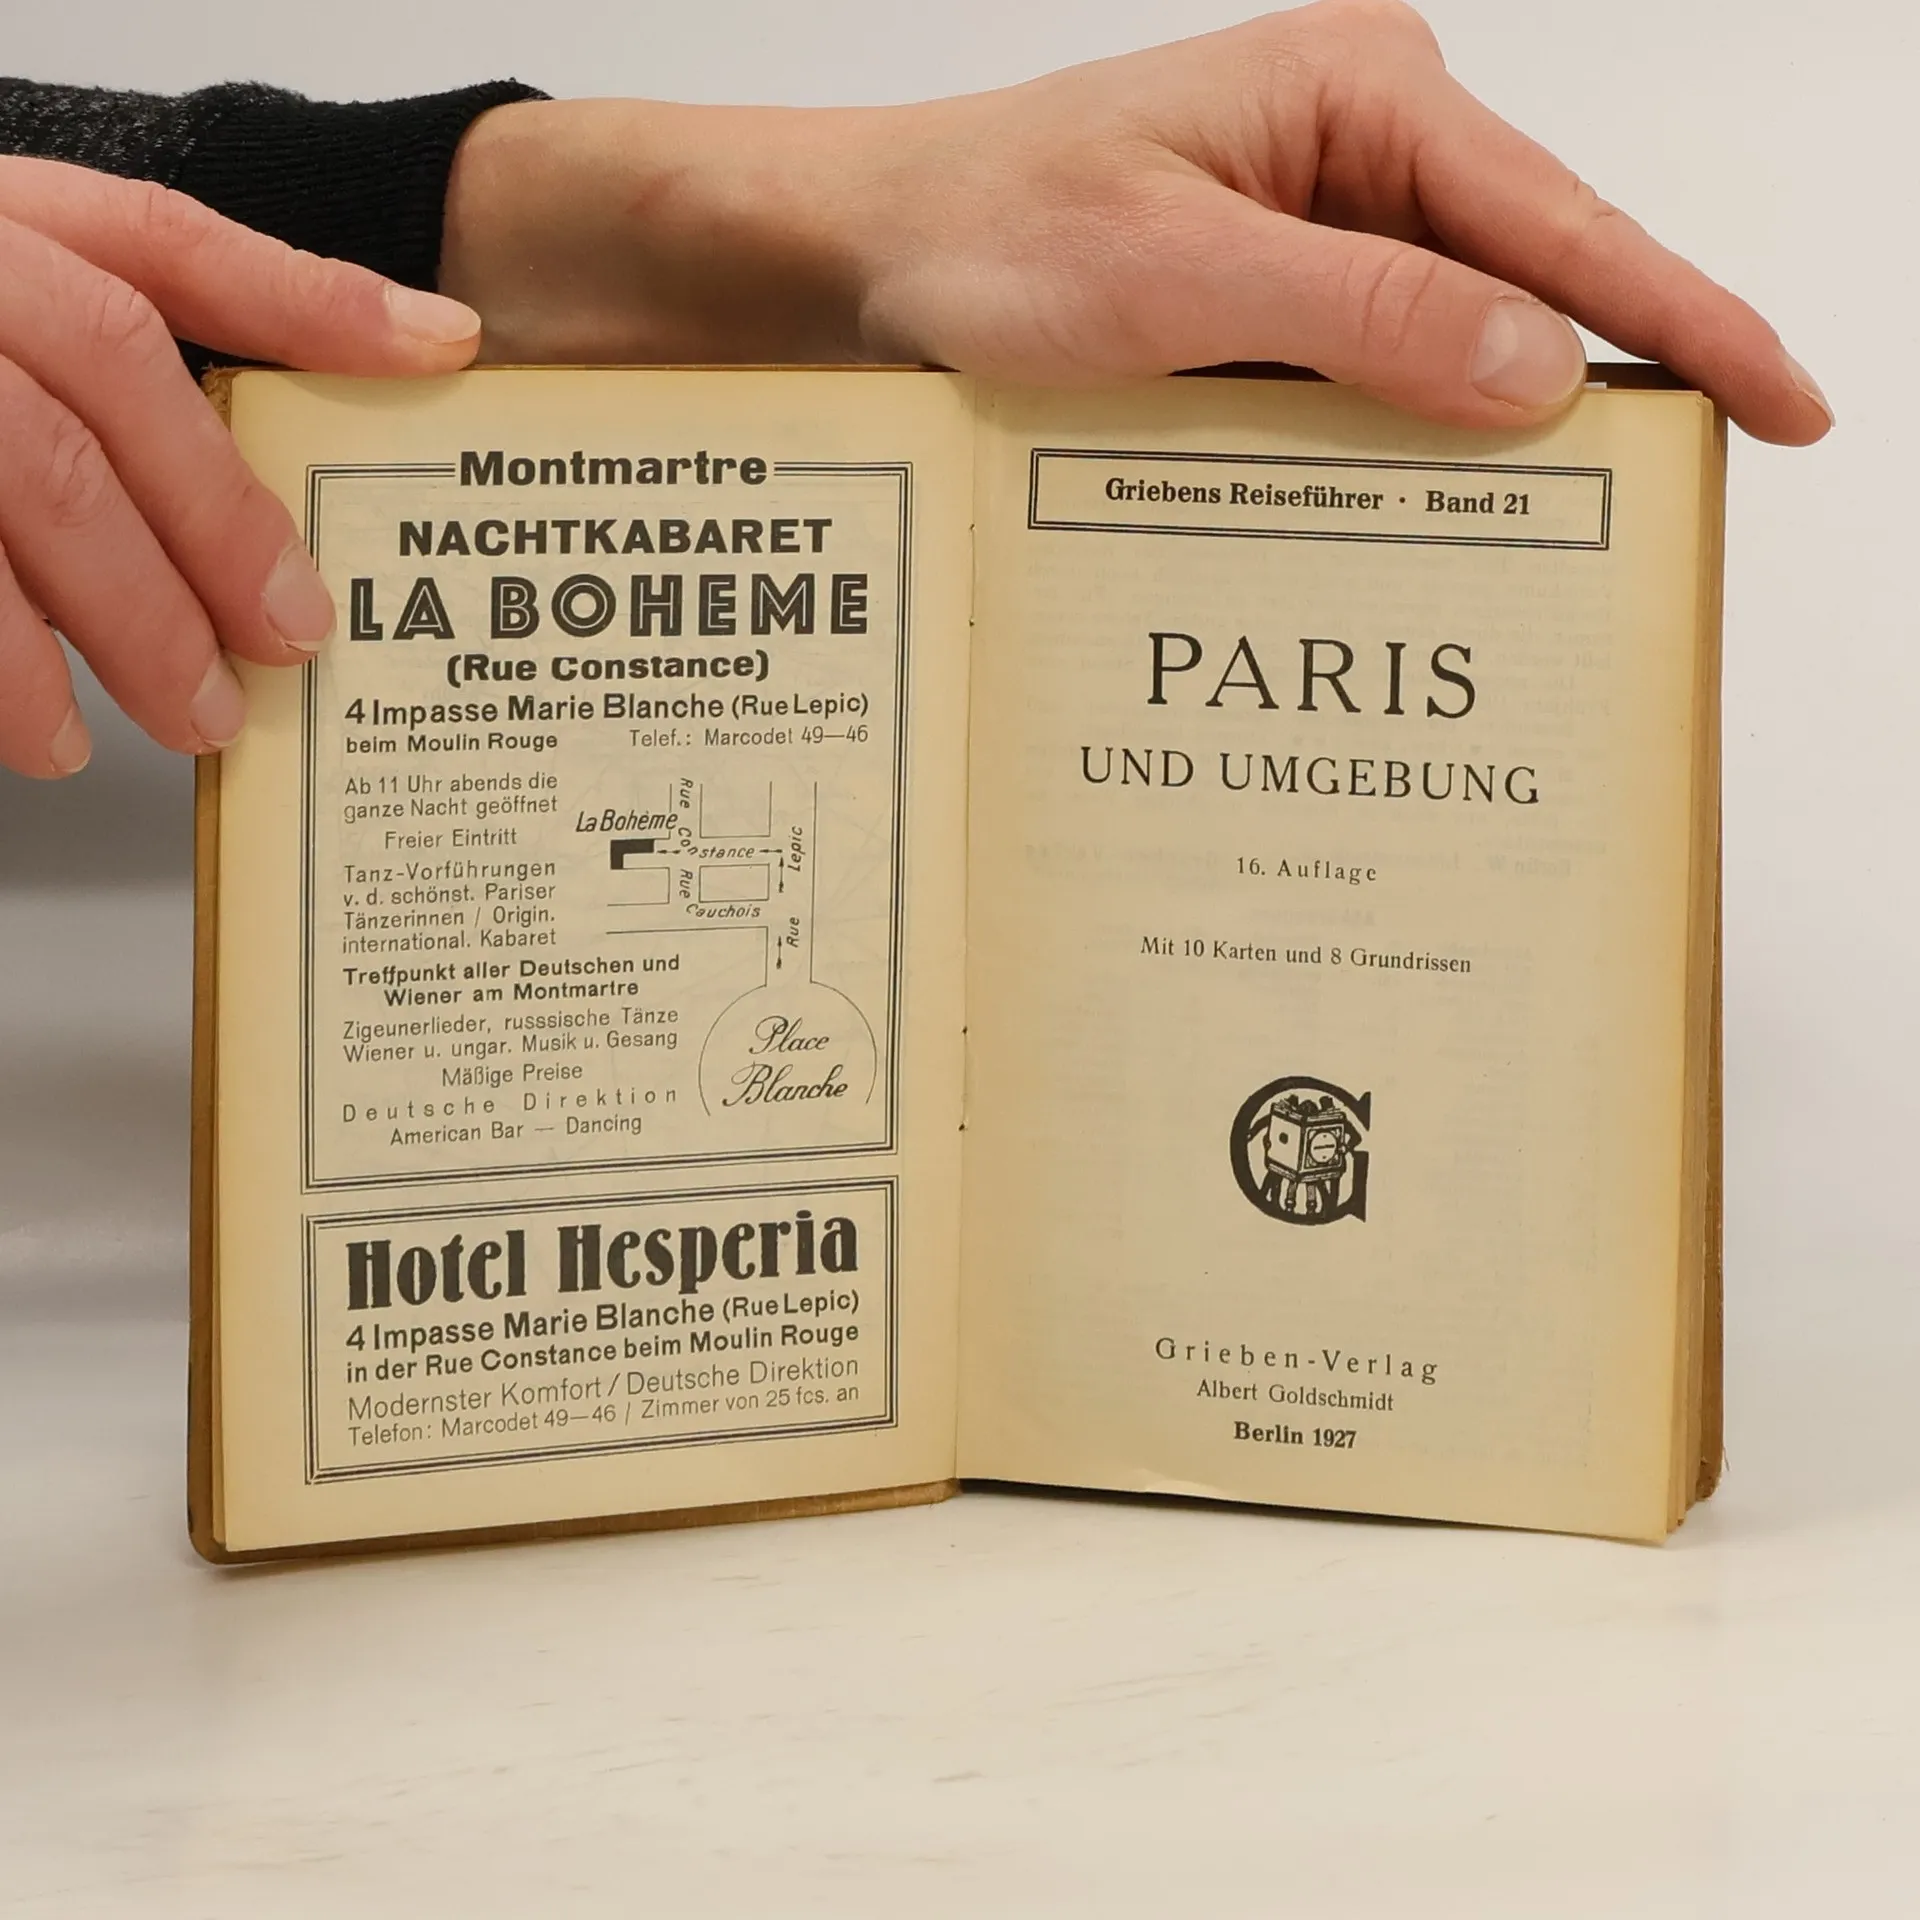 Montmartre
NACHTKABARET
LA BOHEME
(Rue Constance)
4 Impasse Marie Blanche (Rue Lepic)
beim Moulin Rouge Telef.: Marcodet 49—46
Ab 11 Uhr abends die
ganze Nacht geöffnet
Freier Eintritt
Tanz-Vorführungen
v. d. schönst. Pariser
Tänzerinnen / Origin.
international. Kabaret
Treffpunkt aller Deutschen und
Wiener am Montmartre
Zigeunerlieder, russsische Tänze
Wiener u. ungar. Musik u. Gesang
Mäßige Preise
Deutsche Direktion
American Bar — Dancing
La Bohème
Rue Constance
Rue Cauchois
Rue Lepic
Place
Blanche
Hotel Hesperia
4 Impasse Marie Blanche (Rue Lepic)
in der Rue Constance beim Moulin Rouge
Modernster Komfort / Deutsche Direktion
Telefon: Marcodet 49—46 / Zimmer von 25 fcs. an
Griebens Reiseführer · Band 21
PARIS
UND UMGEBUNG
16. Auflage
Mit 10 Karten und 8 Grundrissen
G
Grieben-Verlag
Albert Goldschmidt
Berlin 1927